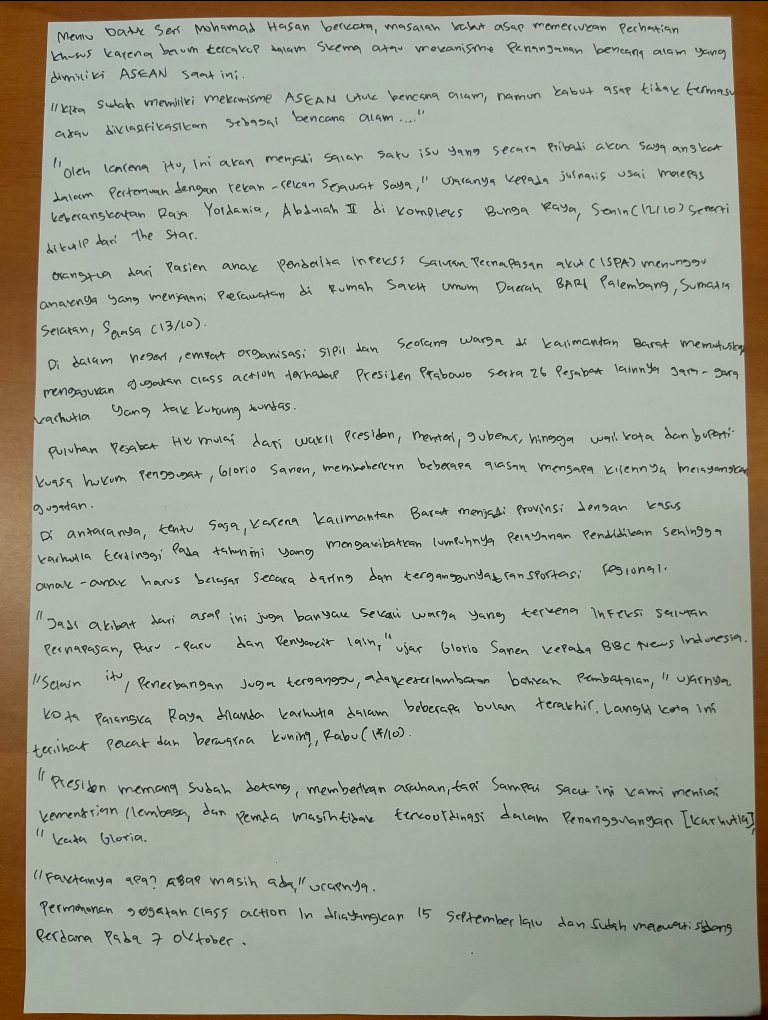 Menlu Datuk Seri Mohamad Hasan berkata, masalah kabut asap memerlukan perhatian
khusus karena belum tercakup dalam skema atau mekanisme Penanganan bencana alam yang
dimiliki ASEAN saat ini.
"Kita sudah memiliki mekanisme ASEAN utuk bencana alam, namun kabut asap tidak termasu
atau diklasifikasikan sebagai bencana alam...."
"Oleh karena itu, ini akan menjadi salah satu isu yang secara pribadi akan saya angkat
dalam Pertemuan dengan rekan-rekan sejawat saya," ujaranya kepada jurnalis usai melepas
keberangkatan Raja Yordania, Abdullah II di kompleks Bunga Raya, Senin (12/10) seperti
dikutip dari The Star.
Orangtua dari Pasien anak Penderita infeksi saluran Pernapasan akut (ISPA) menunggu
anaknya yang menjalani Perawatan di Rumah Sakit Umum Daerah BARI Palembang, Sumatra
Selatan, Selasa (13/10).
Di dalam negeri, empat organisasi sipil dan seorang warga di Kalimantan Barat memutuskan
mengajukan gugatan class action terhadap Presiden Prabowo serta 26 Pejabat lainnya gara-gara
karhutla yang tak kunjung tuntas.
Puluhan Pejabat itu mulai dari wakil Presiden, menteri, gubenur, hingga wali kota dan bupati
kuasa hukum Penggugat, Glorio Sanen, membeberkan beberapa alasan mengapa kliennya melayangkan
gugatan.
Di antaranya, tentu saja, karena Kalimantan Barat menjadi Provinsi dengan kasus
karhutla tertinggi Pada tahun ini yang mengakibatkan lumpuhnya Pelayanan Pendidikan sehingga
anak-anak harus belajar secara daring dan terganggunya transportasi regional.
"Jadi akibat dari asap ini juga banyak sekali warga yang terkena infeksi saluran
Pernapasan, Paru-Paru dan Penyakit lain," ujar Glorio Sanen kepada BBC News Indonesia.
"Selain itu, Penerbangan juga terganggu, ada keterlambatan bahkan Pembatalan," ujarnya
Kota Palangka Raya dilanda karhutla dalam beberapa bulan terakhir. Langit kota ini
terlihat pekat dan berwarna kuning, Rabu (14/10).
"Presiden memang sudah datang, memberikan arahan, tapi sampai saat ini kami menilai
kementrian/lembaga, dan Pemda masih tidak terkoordinasi dalam Penanggulangan [karhutla]
" kata Gloria.
"Faktanya apa? Asap masih ada," ucapnya.
Permohonan gugatan class action in dilayangkan 15 September lalu dan sudah melewati sidang
Perdana Pada 7 Oktober.